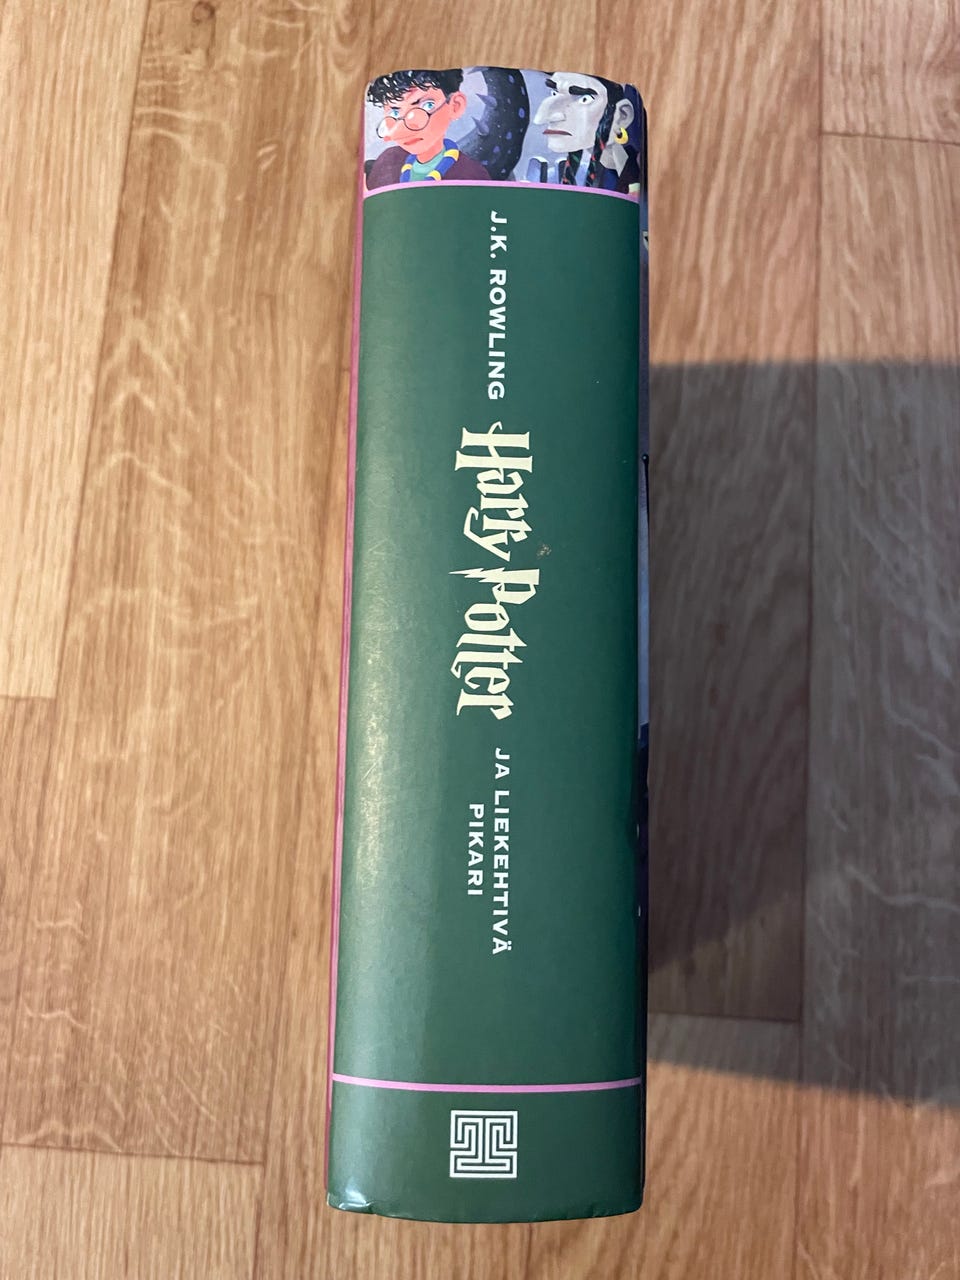 J.K. ROWLING
Harry Potter
JA LIEKEHTIVÄ
PIKARI